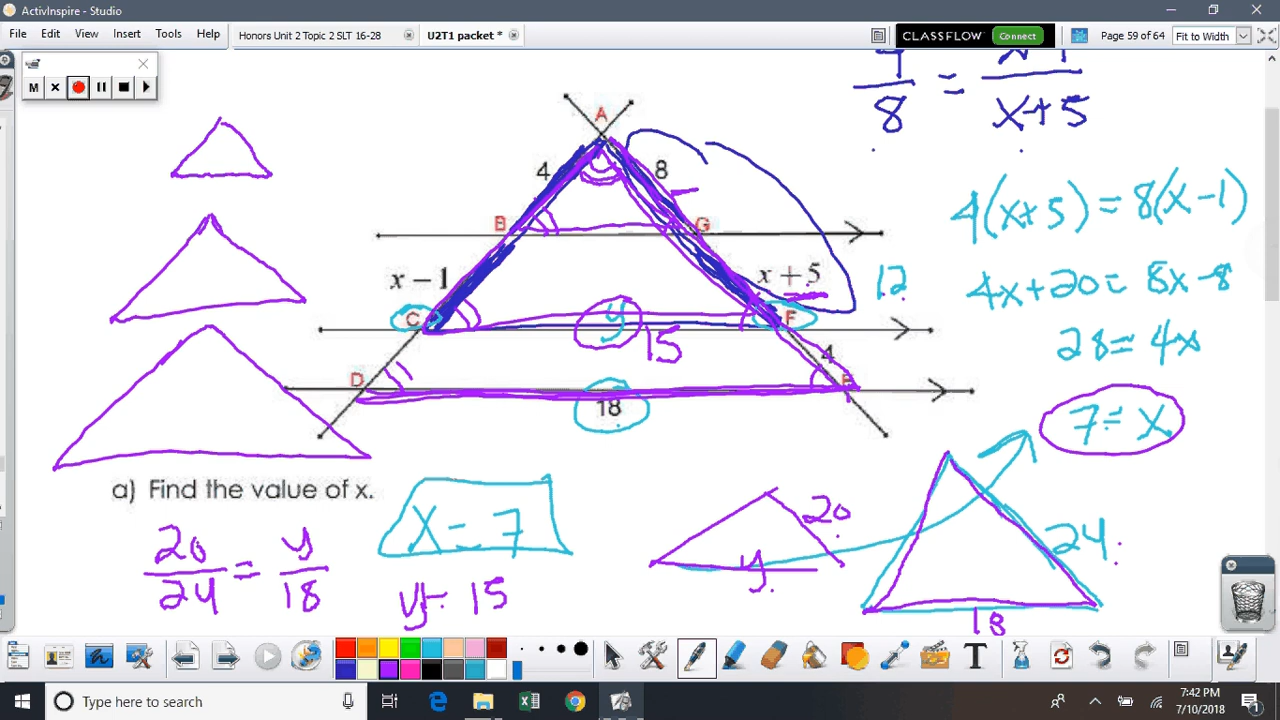 ActivInspire - Studio
File Edit View Insert Tools Help
Honors Unit 2 Topic 2 SLT 16-28
U2T1 packet *
CLASSFLOW Connect
Page 59 of 64
Fit to Width
M
8 = x+5
A
4
8
B
G
4(x+5) = 8(x-1)
x – 1
x + 5
12
4x+20 = 8x-8
C
y
F
15
28 = 4x
4
D
E
18
7 = x
a) Find the value of x.
x = 7
20
24
20/24 = y/18
y = 15
y
18
Type here to search
7:42 PM
7/10/2018